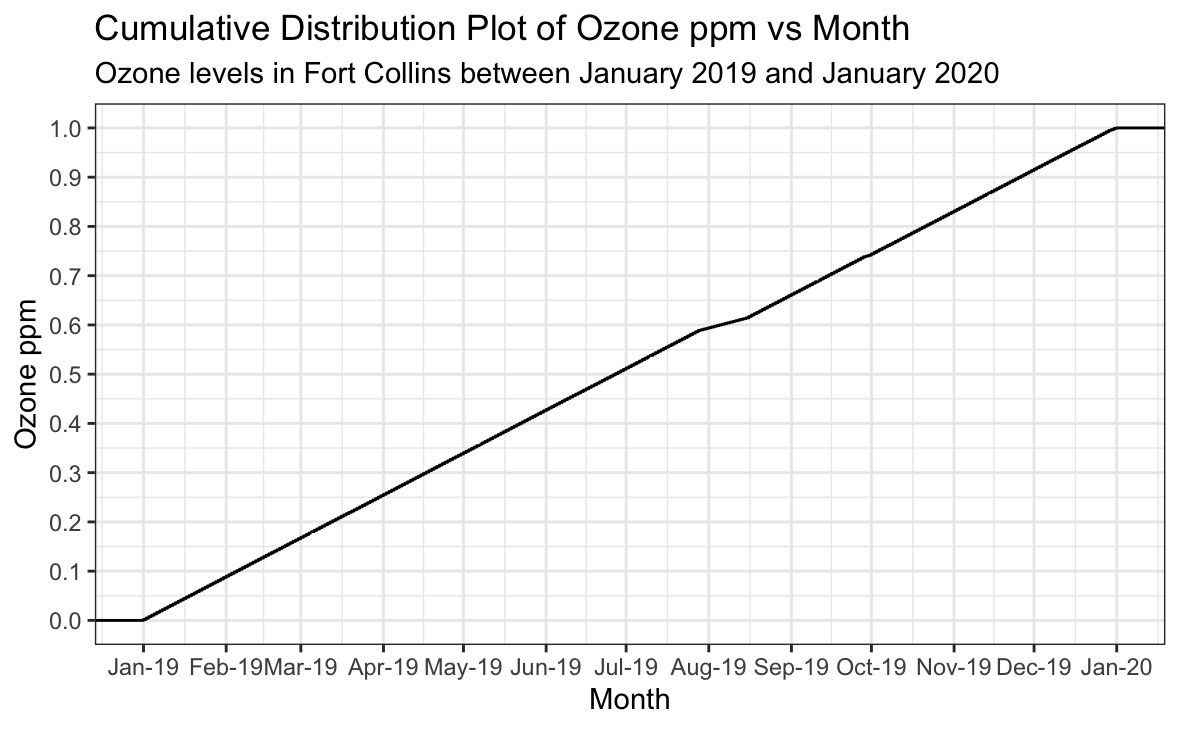 Cumulative Distribution Plot of Ozone ppm vs Month
Ozone levels in Fort Collins between January 2019 and January 2020
Ozone ppm
1.0
0.9
0.8
0.7
0.6
0.5
0.4
0.3
0.2
0.1
0.0
Jan-19 Feb-19 Mar-19 Apr-19 May-19 Jun-19 Jul-19 Aug-19 Sep-19 Oct-19 Nov-19 Dec-19 Jan-20
Month